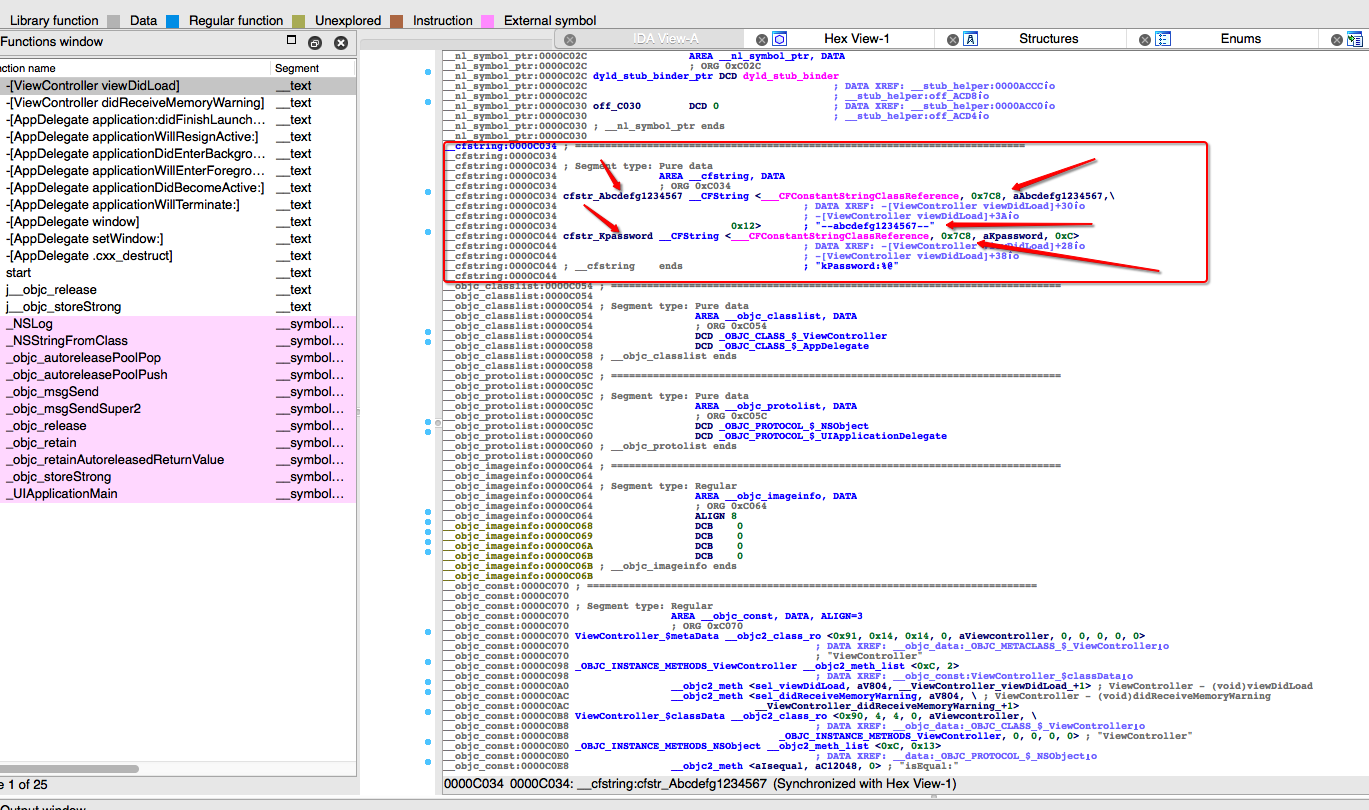 Library function Data Regular function Unexplored Instruction External symbol
Functions window
nction name Segment
-[ViewController viewDidLoad] __text
-[ViewController didReceiveMemoryWarning] __text
-[AppDelegate application:didFinishLaunch... __text
-[AppDelegate applicationWillResignActive:] __text
-[AppDelegate applicationDidEnterBackgro... __text
-[AppDelegate applicationWillEnterForegro... __text
-[AppDelegate applicationDidBecomeActive:] __text
-[AppDelegate applicationWillTerminate:] __text
-[AppDelegate window] __text
-[AppDelegate setWindow:] __text
-[AppDelegate .cxx_destruct] __text
start __text
j__objc_release __text
j__objc_storeStrong __text
_NSLog __symbol...
_NSStringFromClass __symbol...
_objc_autoreleasePoolPop __symbol...
_objc_autoreleasePoolPush __symbol...
_objc_msgSend __symbol...
_objc_msgSendSuper2 __symbol...
_objc_release __symbol...
_objc_retain __symbol...
_objc_retainAutoreleasedReturnValue __symbol...
_objc_storeStrong __symbol...
_UIApplicationMain __symbol...
e 1 of 25
IDA View-A Hex View-1 Structures Enums
__nl_symbol_ptr:0000C02C AREA __nl_symbol_ptr, DATA
__nl_symbol_ptr:0000C02C ; ORG 0xC02C
__nl_symbol_ptr:0000C02C dyld_stub_binder_ptr DCD dyld_stub_binder
__nl_symbol_ptr:0000C02C ; DATA XREF: __stub_helper:0000ACCC↓o
__nl_symbol_ptr:0000C02C ; __stub_helper:off_ACD8↓o
__nl_symbol_ptr:0000C030 off_C030 DCD 0 ; DATA XREF: __stub_helper:0000ACC0↓o
__nl_symbol_ptr:0000C030 ; __stub_helper:off_ACD4↓o
__nl_symbol_ptr:0000C030 ; __nl_symbol_ptr ends
__nl_symbol_ptr:0000C030
__cfstring:0000C034 ; ===========================================================================
__cfstring:0000C034
__cfstring:0000C034 ; Segment type: Pure data
__cfstring:0000C034 AREA __cfstring, DATA
__cfstring:0000C034 ; ORG 0xC034
__cfstring:0000C034 cfstr_Abcdefg1234567 __CFString <___CFConstantStringClassReference, 0x7C8, aAbcdefg1234567,\
__cfstring:0000C034 ; DATA XREF: -[ViewController viewDidLoad]+30↓o
__cfstring:0000C034 ; -[ViewController viewDidLoad]+3A↓o
__cfstring:0000C034 0x12> ; "--abcdefg1234567--"
__cfstring:0000C044 cfstr_Kpassword __CFString <___CFConstantStringClassReference, 0x7C8, aKpassword, 0xC>
__cfstring:0000C044 ; DATA XREF: -[ViewController viewDidLoad]+28↓o
__cfstring:0000C044 ; -[ViewController viewDidLoad]+38↓o
__cfstring:0000C044 ; __cfstring ends ; "kPassword:%@"
__cfstring:0000C044
__objc_classlist:0000C054 ; ===========================================================================
__objc_classlist:0000C054
__objc_classlist:0000C054 ; Segment type: Pure data
__objc_classlist:0000C054 AREA __objc_classlist, DATA
__objc_classlist:0000C054 ; ORG 0xC054
__objc_classlist:0000C054 DCD _OBJC_CLASS_$_ViewController
__objc_classlist:0000C058 DCD _OBJC_CLASS_$_AppDelegate
__objc_classlist:0000C058 ; __objc_classlist ends
__objc_classlist:0000C058
__objc_protolist:0000C05C ; ===========================================================================
__objc_protolist:0000C05C
__objc_protolist:0000C05C ; Segment type: Pure data
__objc_protolist:0000C05C AREA __objc_protolist, DATA
__objc_protolist:0000C05C ; ORG 0xC05C
__objc_protolist:0000C05C DCD _OBJC_PROTOCOL_$_NSObject
__objc_protolist:0000C060 DCD _OBJC_PROTOCOL_$_UIApplicationDelegate
__objc_protolist:0000C060 ; __objc_protolist ends
__objc_protolist:0000C060
__objc_imageinfo:0000C064 ; ===========================================================================
__objc_imageinfo:0000C064
__objc_imageinfo:0000C064 ; Segment type: Regular
__objc_imageinfo:0000C064 AREA __objc_imageinfo, DATA
__objc_imageinfo:0000C064 ; ORG 0xC064
__objc_imageinfo:0000C064 ALIGN 8
__objc_imageinfo:0000C068 DCB 0
__objc_imageinfo:0000C069 DCB 0
__objc_imageinfo:0000C06A DCB 0
__objc_imageinfo:0000C06B DCB 0
__objc_imageinfo:0000C06B ; __objc_imageinfo ends
__objc_imageinfo:0000C06B
__objc_const:0000C070 ; ===========================================================================
__objc_const:0000C070
__objc_const:0000C070 ; Segment type: Regular
__objc_const:0000C070 AREA __objc_const, DATA, ALIGN=3
__objc_const:0000C070 ; ORG 0xC070
__objc_const:0000C070 ViewController_$metaData __objc2_class_ro <0x91, 0x14, 0x14, 0, aViewcontroller, 0, 0, 0, 0, 0>
__objc_const:0000C070 ; DATA XREF: __objc_data:_OBJC_METACLASS_$_ViewController↓o
__objc_const:0000C070 ; "ViewController"
__objc_const:0000C098 _OBJC_INSTANCE_METHODS_ViewController __objc2_meth_list <0xC, 2>
__objc_const:0000C098 ; DATA XREF: __objc_const:ViewController_$classData↓o
__objc_const:0000C0A0 __objc2_meth <sel_viewDidLoad, aV804, __ViewController_viewDidLoad_+1> ; ViewController - (void)viewDidLoad
__objc_const:0000C0AC __objc2_meth <sel_didReceiveMemoryWarning, aV804, \ ; ViewController - (void)didReceiveMemoryWarning
__objc_const:0000C0AC __ViewController_didReceiveMemoryWarning_+1>
__objc_const:0000C0B8 ViewController_$classData __objc2_class_ro <0x90, 4, 4, 0, aViewcontroller, \
__objc_const:0000C0B8 ; DATA XREF: __objc_data:_OBJC_CLASS_$_ViewController↓o
__objc_const:0000C0B8 _OBJC_INSTANCE_METHODS_ViewController, 0, 0, 0, 0> ; "ViewController"
__objc_const:0000C0E0 _OBJC_INSTANCE_METHODS_NSObject __objc2_meth_list <0xC, 0x13>
__objc_const:0000C0E0 ; DATA XREF: __data:_OBJC_PROTOCOL_$_NSObject↓o
__objc_const:0000C0E8 __objc2_meth <aIsequal, aC12048, 0> ; "isEqual:"
0000C034 0000C034: __cfstring:cfstr_Abcdefg1234567 (Synchronized with Hex View-1)